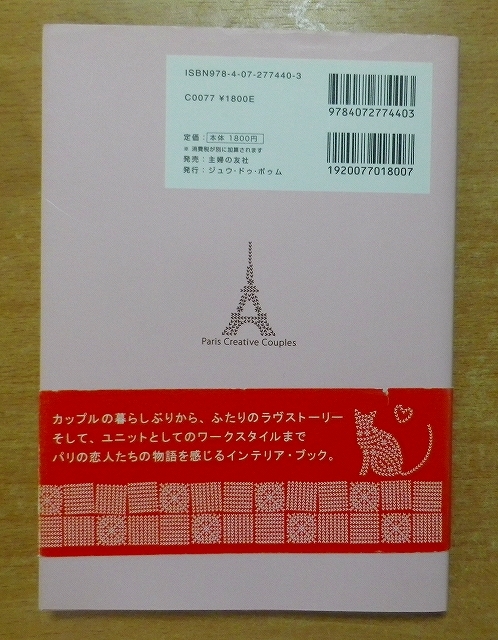 ISBN978-4-07-277440-3
C0077 ¥1800E
9784072774403
定価：本体 1800円
※ 消費税が別に加算されます
発売：主婦の友社
発行：ジュウ・ドゥ・ポゥム
1920077018007
Paris Creative Couples
カップルの暮らしぶりから、ふたりのラヴストーリー
そして、ユニットとしてのワークスタイルまで
パリの恋人たちの物語を感じるインテリア・ブック。